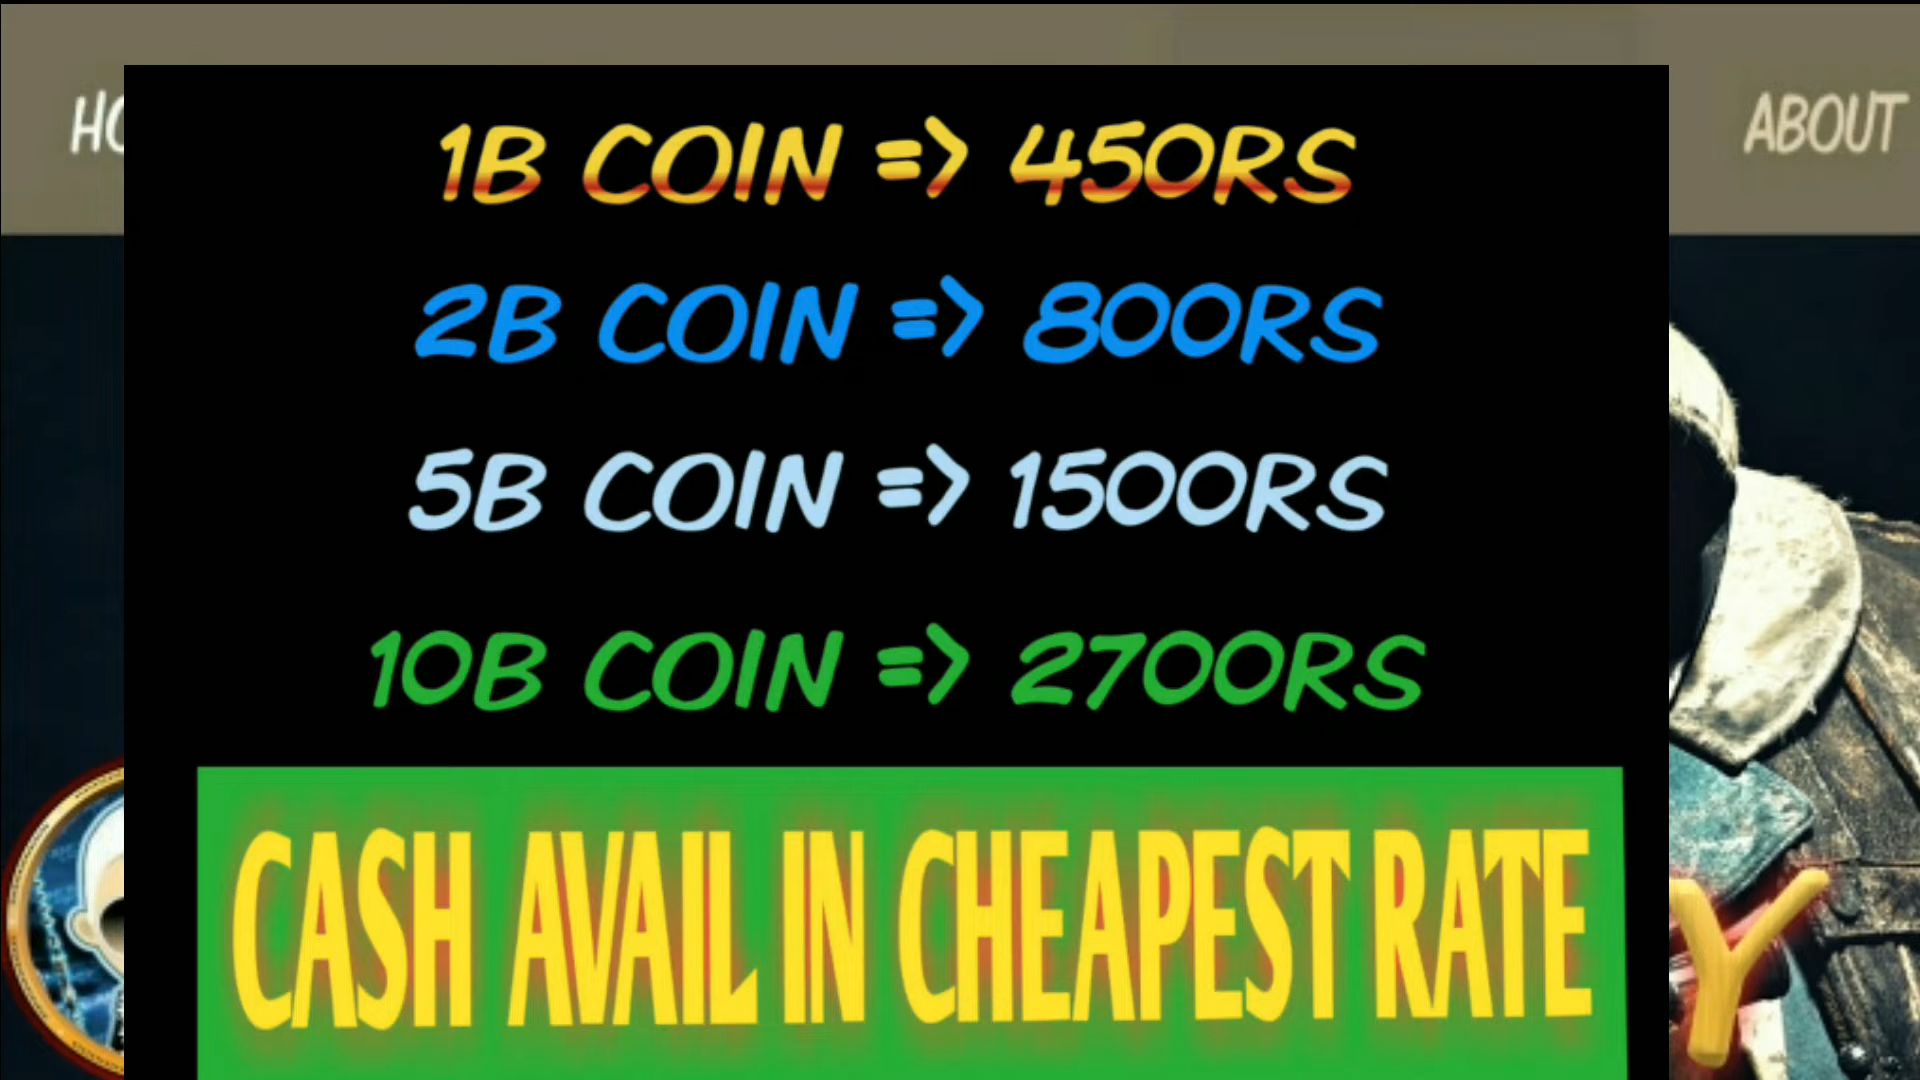 1B COIN => 450RS
2B COIN => 800RS
5B COIN => 1500RS
10B COIN => 2700RS
CASH AVAIL IN CHEAPEST RATE
ABOUT